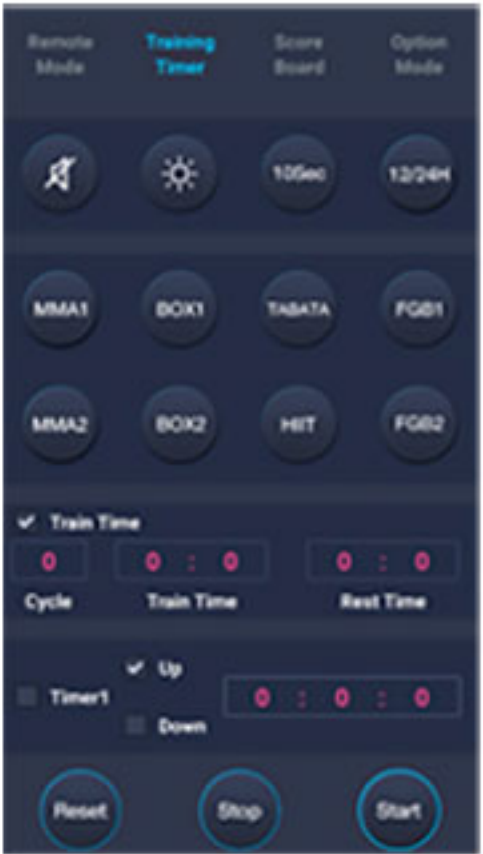 Remote Training Score Option
Mode Timer Board Mode
10Sec 12/24H
MMA1 BOX1 TABATA FGB1
MMA2 BOX2 HIIT FGB2
Train Time
0 0 : 0 0 : 0
Cycle Train Time Rest Time
Up
Timer1 0 : 0 : 0
Down
Reset Stop Start